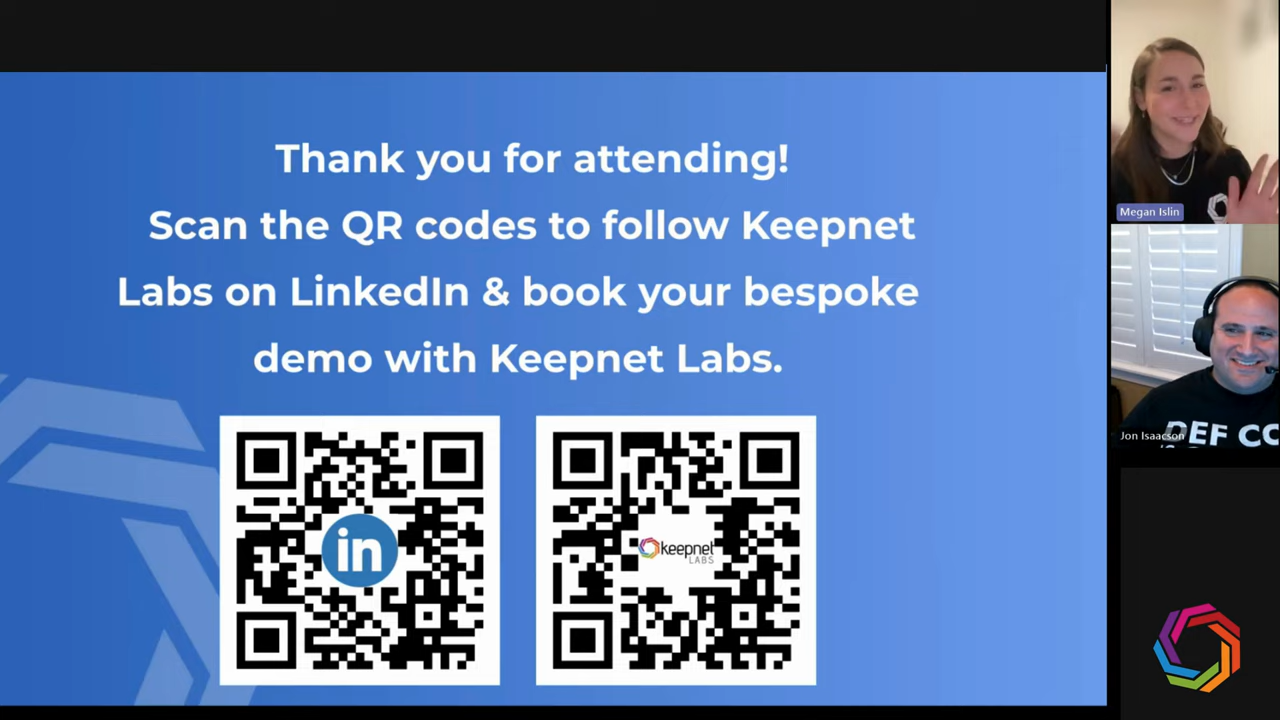 Thank you for attending!
Scan the QR codes to follow Keepnet
Labs on LinkedIn & book your bespoke
demo with Keepnet Labs.
in
keepnet
LABS
Megan Islin
Jon Isaacson
DEF CO